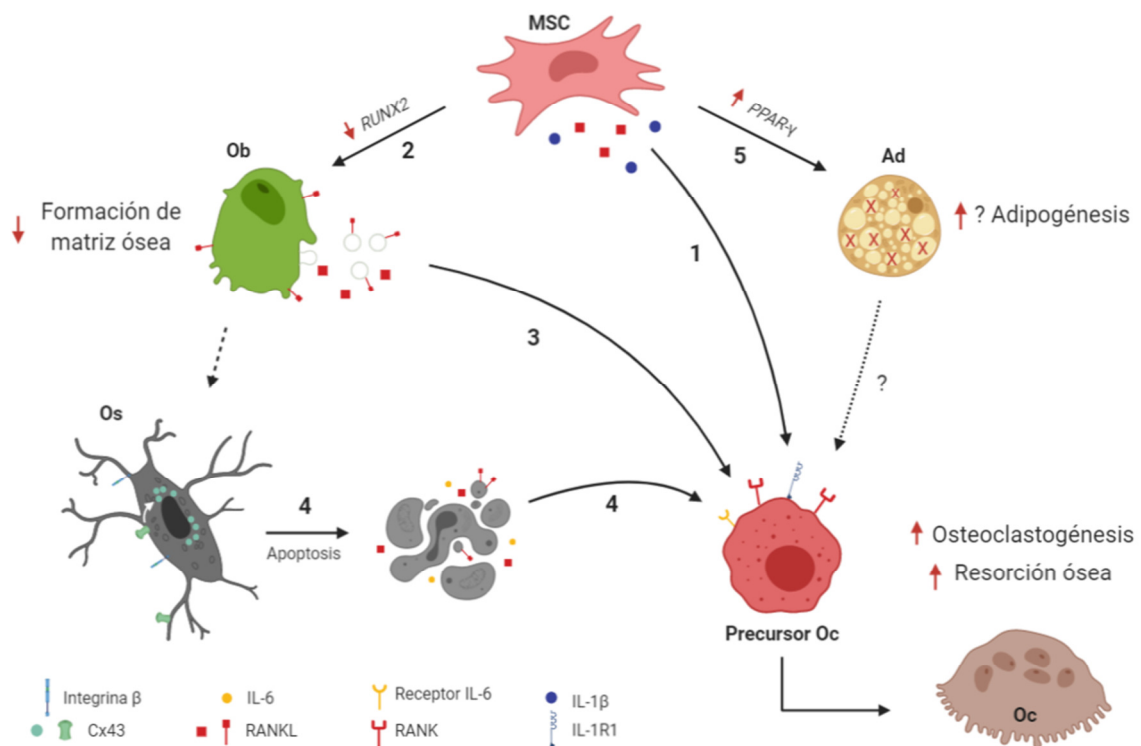 MSC
RUNX2
2
PPAR-γ
5
Ob
Ad
Formación de
matriz ósea
? Adipogénesis
1
3
?
Os
4
Apoptosis
4
Osteoclastogénesis
Resorción ósea
Precursor Oc
Oc
Integrina β
IL-6
Receptor IL-6
IL-1β
Cx43
RANKL
RANK
IL-1R1